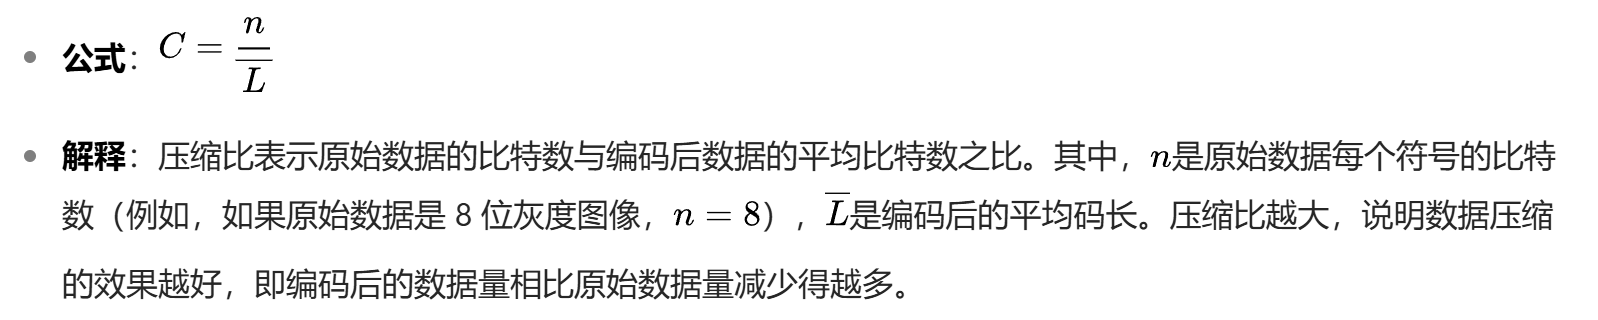 • 公式：$C = \frac{n}{\overline{L}}$
• 解释：压缩比表示原始数据的比特数与编码后数据的平均比特数之比。其中，$n$是原始数据每个符号的比特
数（例如，如果原始数据是 8 位灰度图像，$n = 8$），$\overline{L}$是编码后的平均码长。压缩比越大，说明数据压缩
的效果越好，即编码后的数据量相比原始数据量减少得越多。